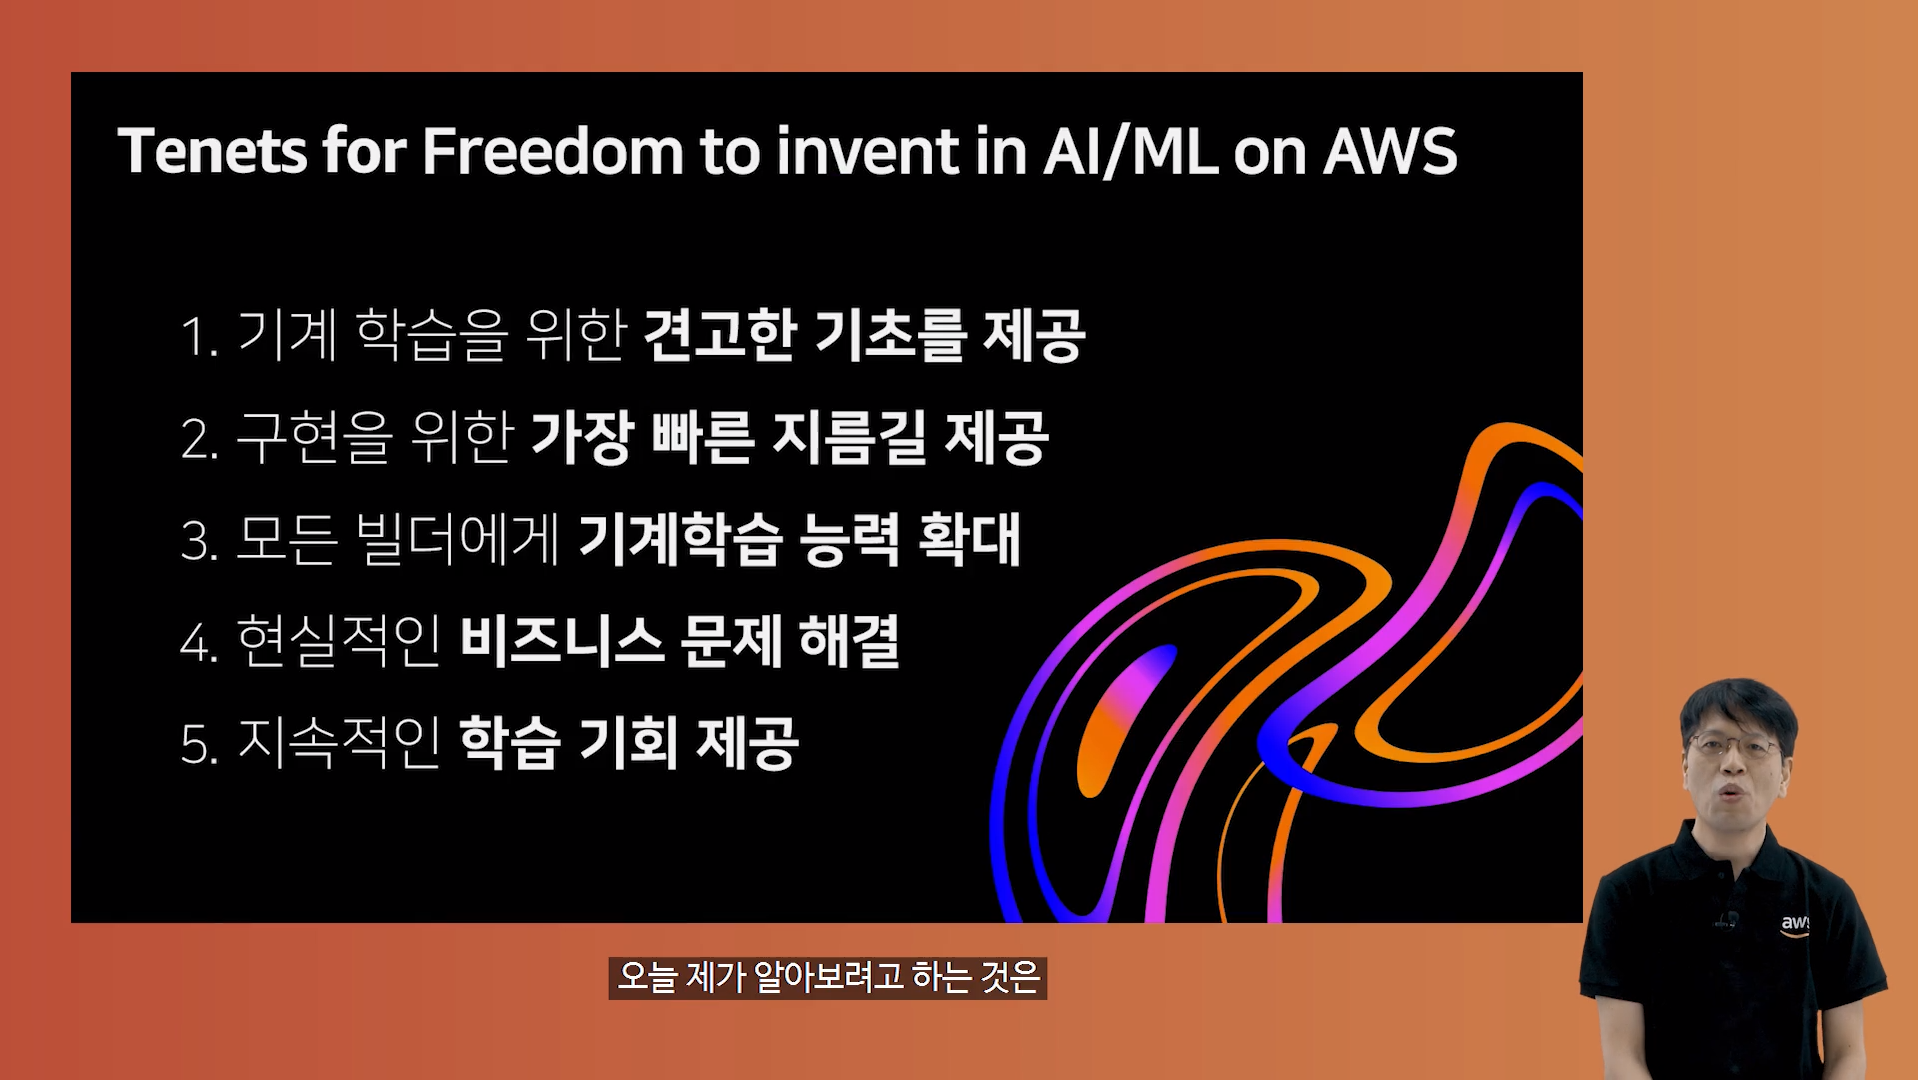 Tenets for Freedom to invent in AI/ML on AWS
1. 기계 학습을 위한 견고한 기초를 제공
2. 구현을 위한 가장 빠른 지름길 제공
3. 모든 빌더에게 기계학습 능력 확대
4. 현실적인 비즈니스 문제 해결
5. 지속적인 학습 기회 제공
aws
오늘 제가 알아보려고 하는 것은